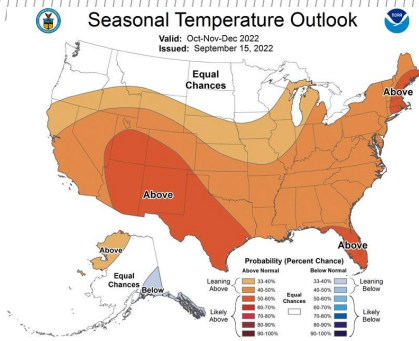 Seasonal Temperature Outlook
Valid: Oct-Nov-Dec 2022
Issued: September 15, 2022
Equal
Chances
Above
Above
Above
Above
Equal
Chances
Below
Probability (Percent Chance)
Above Normal
Below Normal
Leaning
Above
33-40%
40-50%
Likely
Above
50-60%
60-70%
70-80%
80-90%
90-100%
Equal
Chances
33-40%
40-50%
Leaning
Below
50-60%
60-70%
70-80%
80-90%
90-100%
Likely
Below